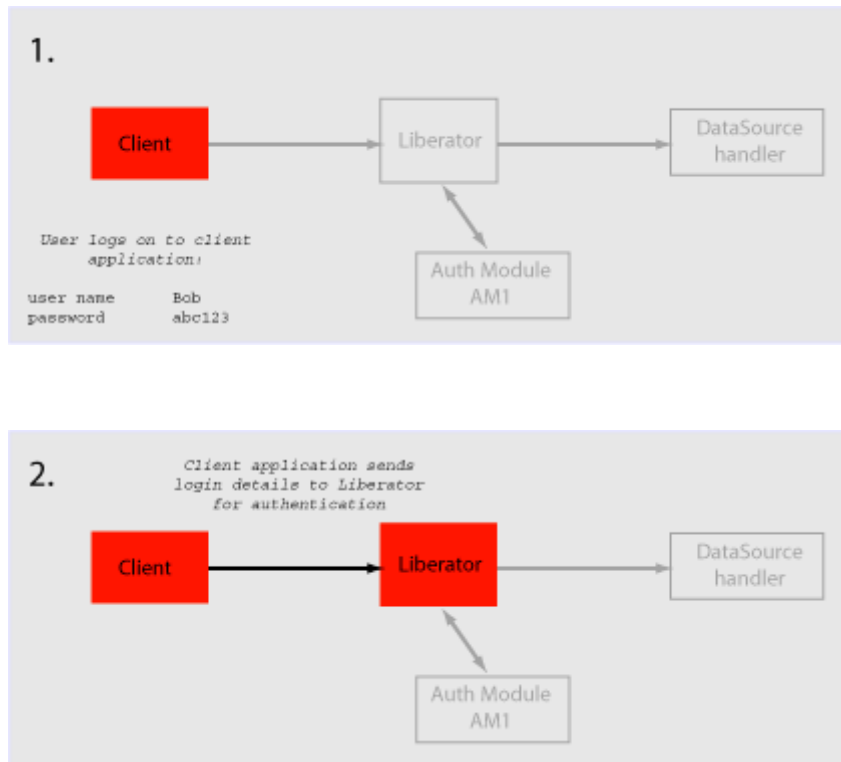 1.
Client
Liberator
DataSource
handler
User logs on to client
application:
user name Bob
password abc123
Auth Module
AM1
2.
Client application sends
login details to Liberator
for authentication
Client
Liberator
DataSource
handler
Auth Module
AM1